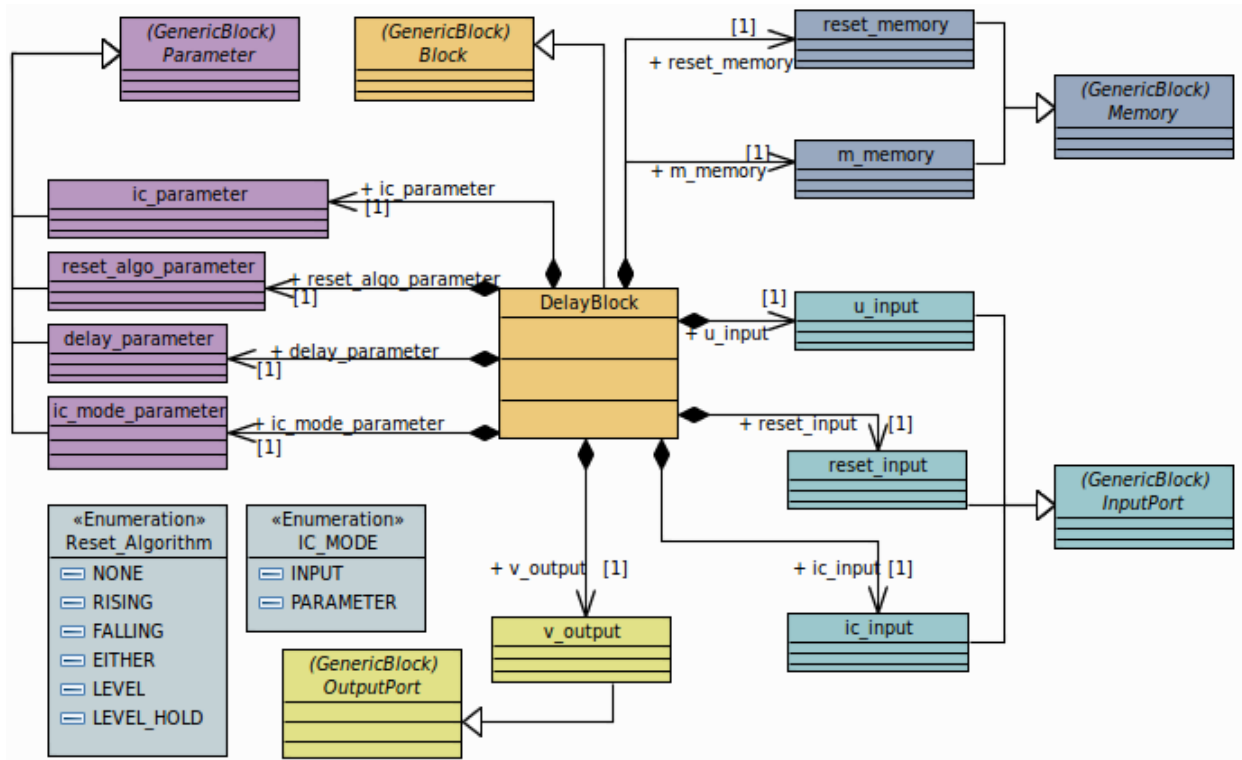 (GenericBlock)
Parameter
(GenericBlock)
Block
[1]
+ reset_memory
reset_memory
(GenericBlock)
Memory
[1]
+ m_memory
m_memory
ic_parameter
+ ic_parameter
[1]
reset_algo_parameter
+ reset_algo_parameter
[1]
DelayBlock
[1]
+ u_input
u_input
delay_parameter
+ delay_parameter
[1]
ic_mode_parameter
+ ic_mode_parameter
[1]
+ reset_input
[1]
reset_input
(GenericBlock)
InputPort
«Enumeration»
Reset_Algorithm
NONE
RISING
FALLING
EITHER
LEVEL
LEVEL_HOLD
«Enumeration»
IC_MODE
INPUT
PARAMETER
+ v_output
[1]
v_output
+ ic_input
[1]
ic_input
(GenericBlock)
OutputPort